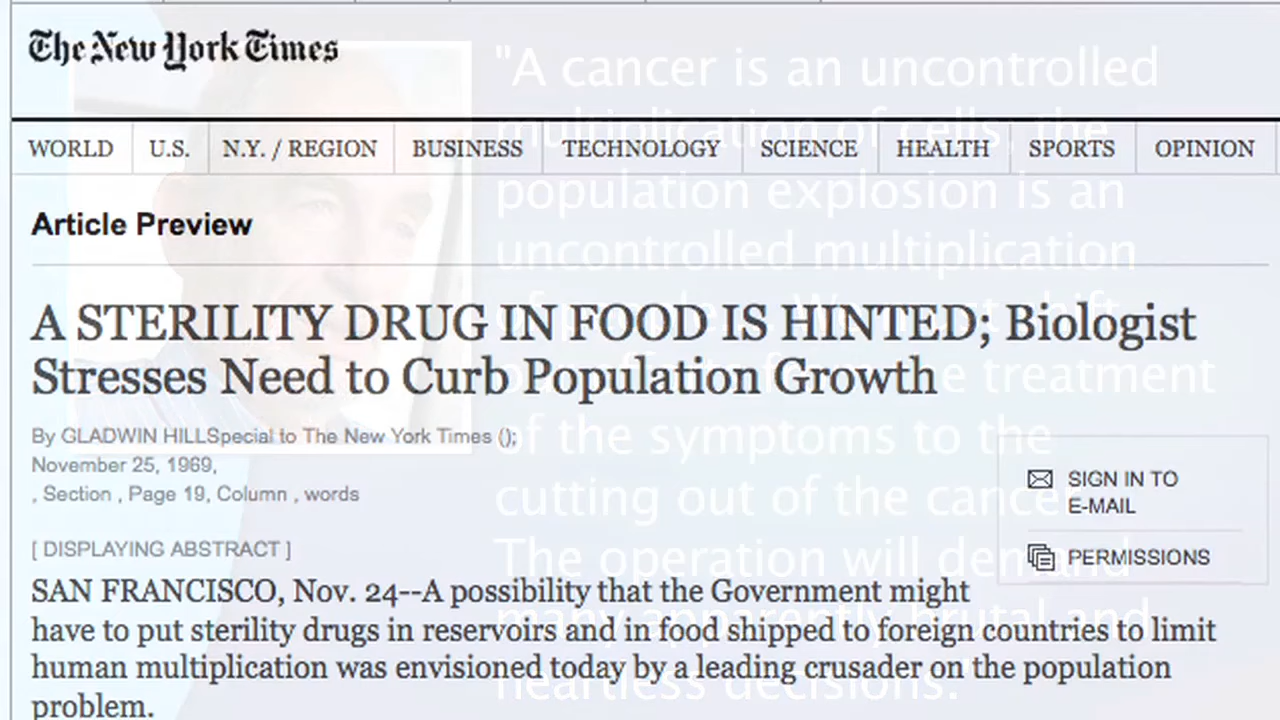 The New York Times
WORLD U.S. N.Y. / REGION BUSINESS TECHNOLOGY SCIENCE HEALTH SPORTS OPINION
Article Preview
A STERILITY DRUG IN FOOD IS HINTED; Biologist
Stresses Need to Curb Population Growth
By GLADWIN HILLSpecial to The New York Times ();
November 25, 1969,
, Section , Page 19, Column , words
SIGN IN TO
E-MAIL
PERMISSIONS
[ DISPLAYING ABSTRACT ]
SAN FRANCISCO, Nov. 24--A possibility that the Government might
have to put sterility drugs in reservoirs and in food shipped to foreign countries to limit
human multiplication was envisioned today by a leading crusader on the population
problem.
"A cancer is an uncontrolled
multiplication of cells, the
population explosion is an
uncontrolled multiplication
of
treatment
of the symptoms to the
cutting out of the cancer.
The operation will demand
many apparently brutal and
heartless decisions."